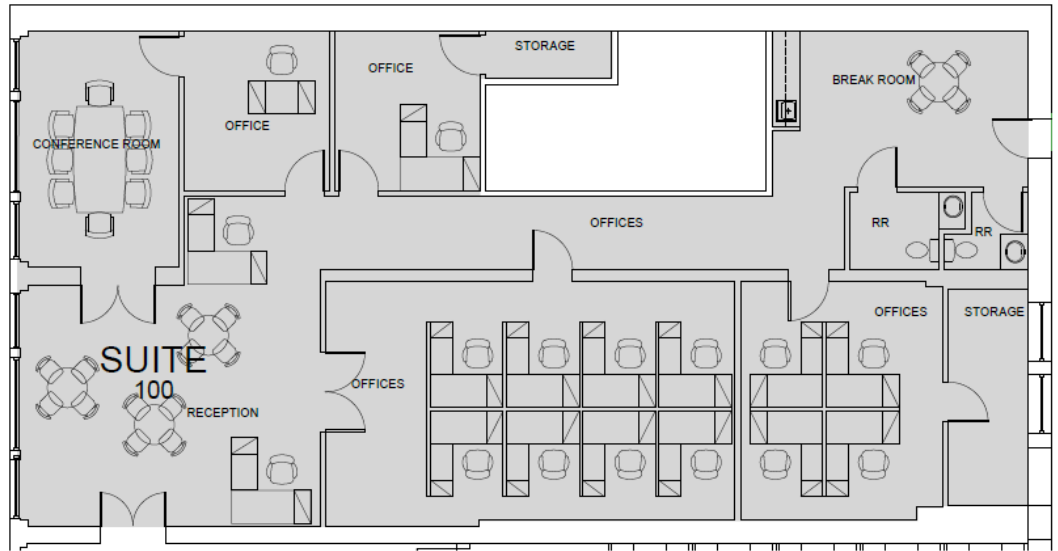 STORAGE
OFFICE
BREAK ROOM
OFFICE
CONFERENCE ROOM
OFFICES
RR
RR
OFFICES
STORAGE
SUITE
100
OFFICES
RECEPTION